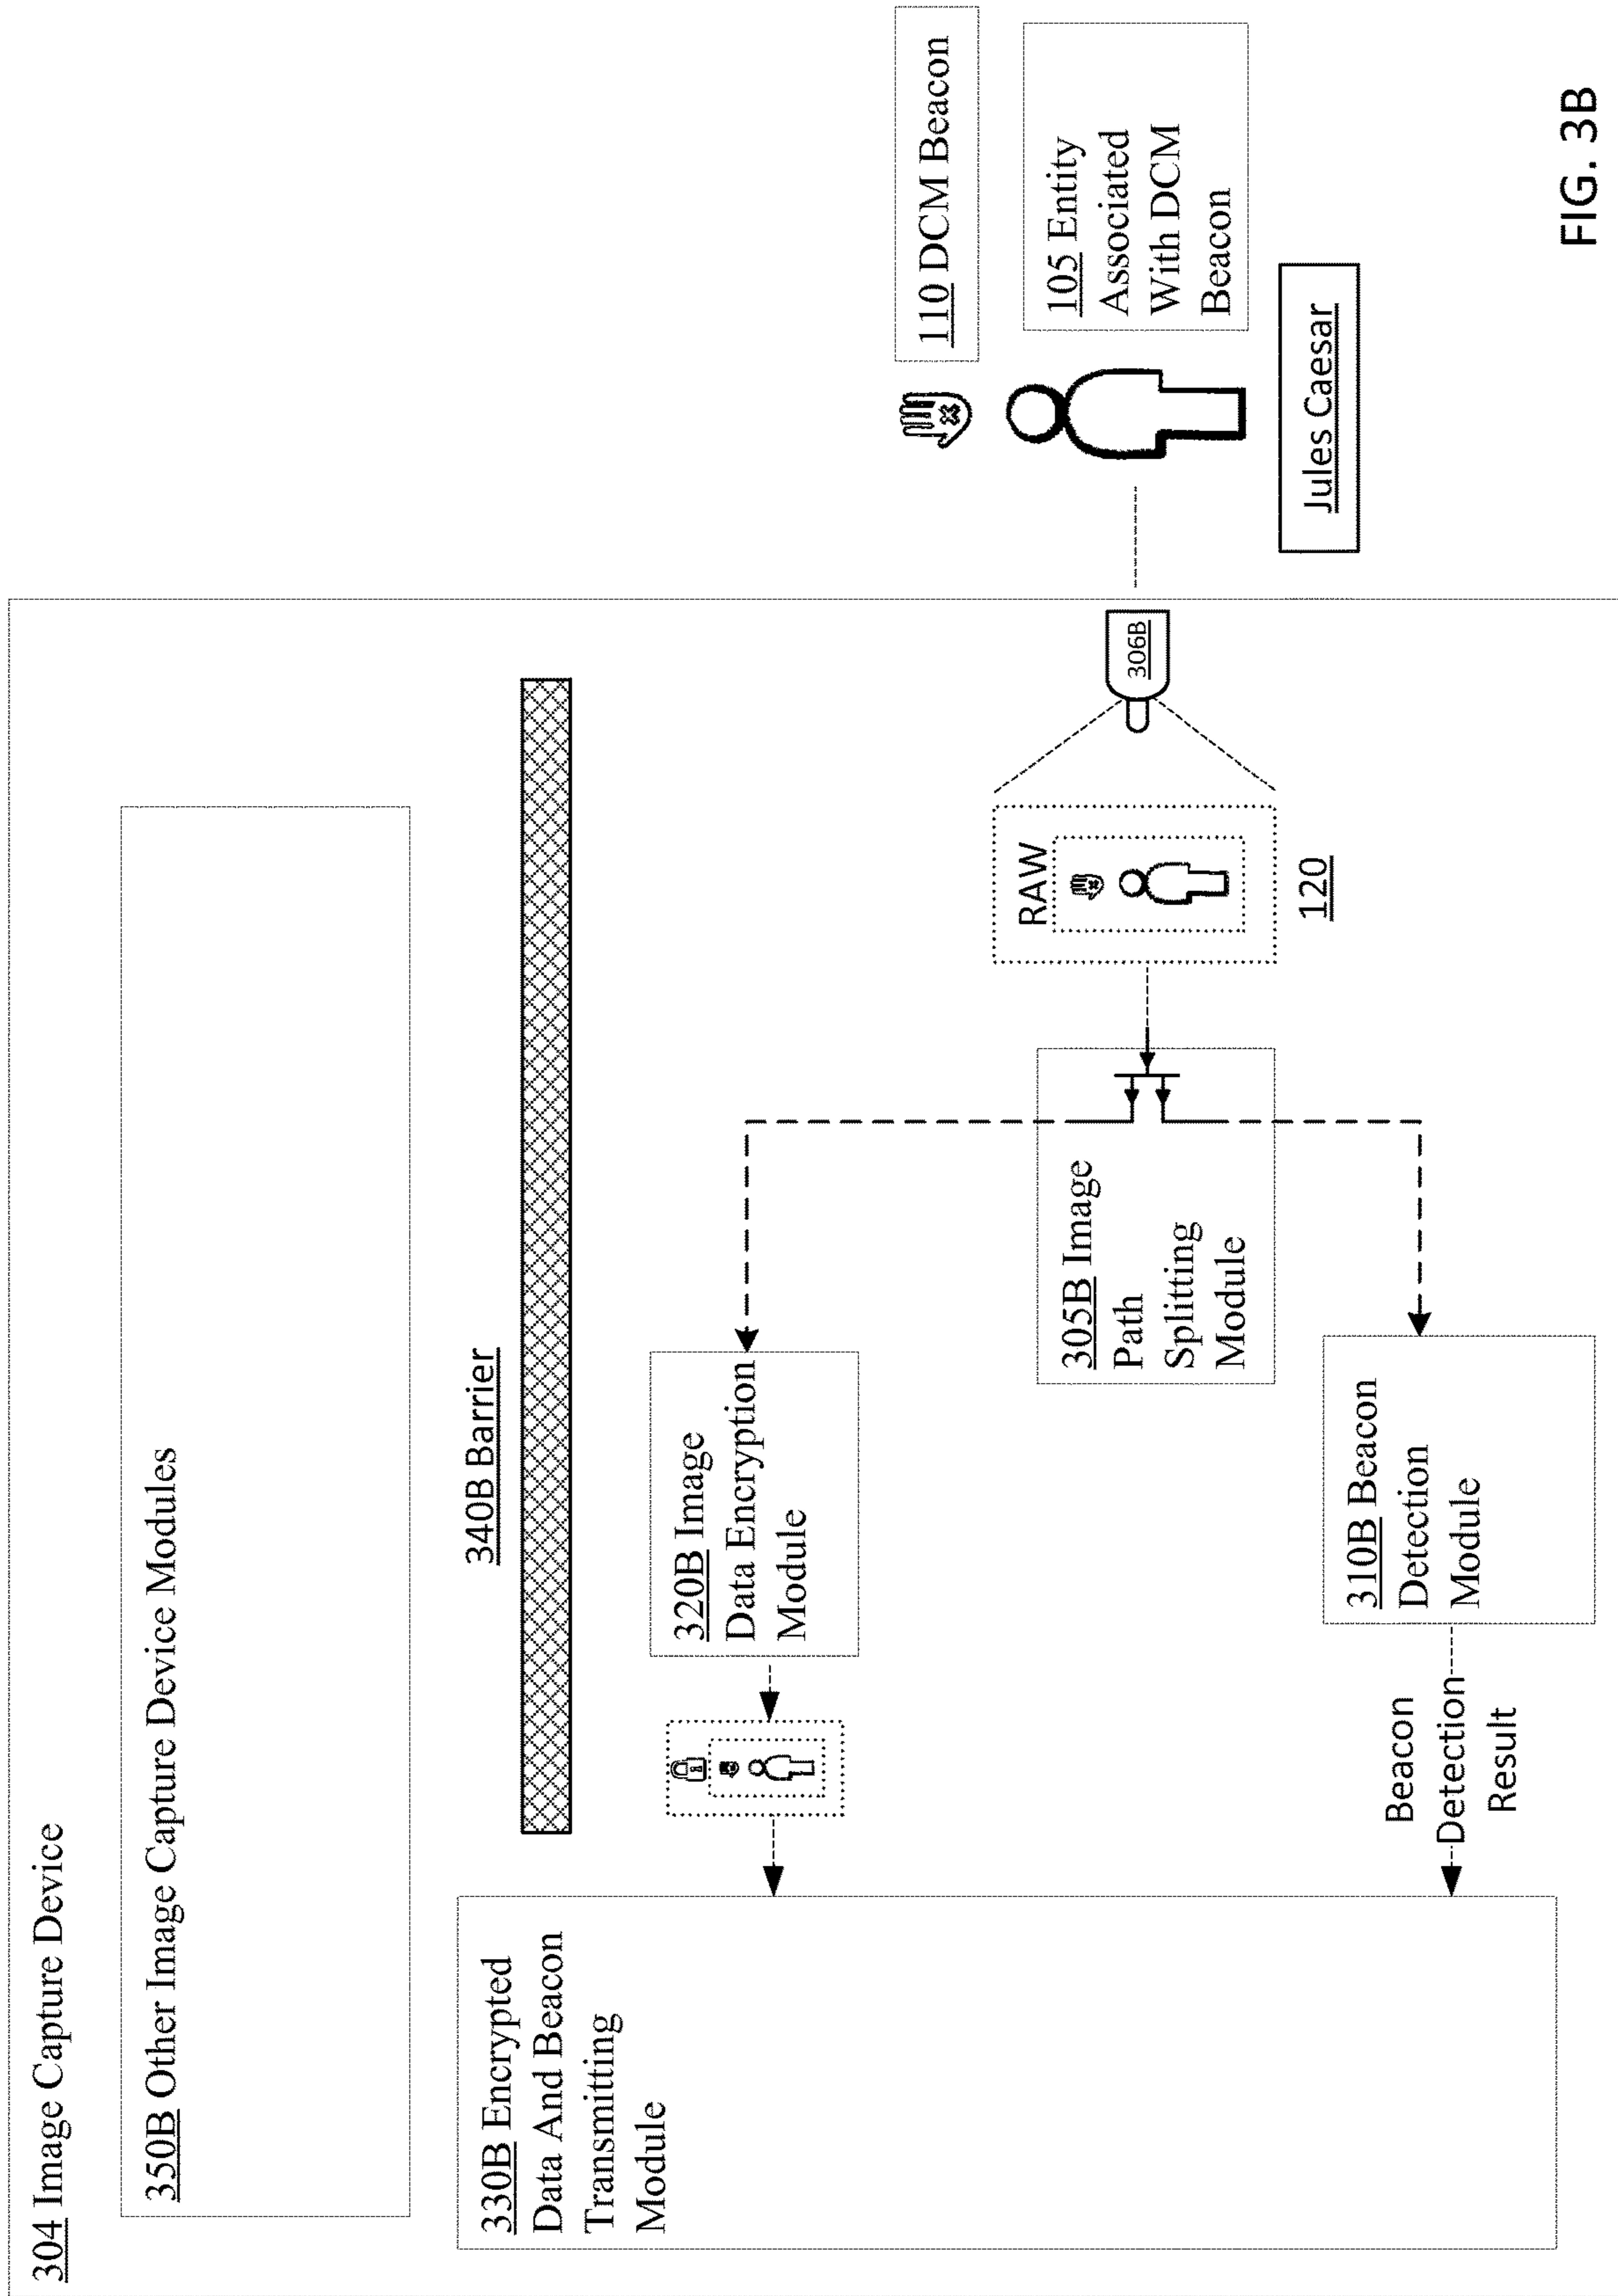 304 Image Capture Device
350B Other Image Capture Device Modules
340B Barrier
330B Encrypted
Data And Beacon
Transmitting
Module
320B Image
Data Encryption
Module
305B Image
Path
Splitting
Module
310B Beacon
Detection
Module
Beacon
Detection
Result
RAW
120
306B
110 DCM Beacon
105 Entity
Associated
With DCM
Beacon
Jules Caesar
FIG. 3B